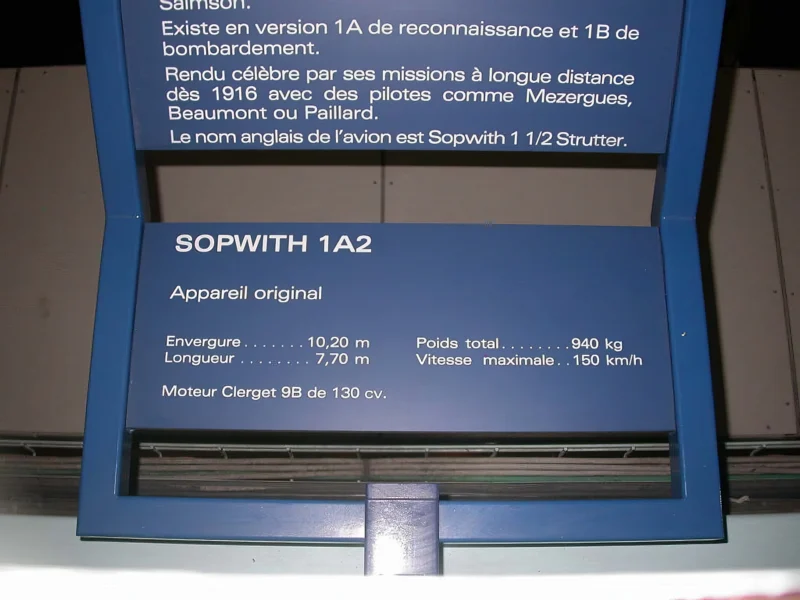 Salmson.
Existe en version 1A de reconnaissance et 1B de
bombardement.
Rendu célèbre par ses missions à longue distance
dès 1916 avec des pilotes comme Mezergues,
Beaumont ou Paillard.
Le nom anglais de l'avion est Sopwith 1 1/2 Strutter.
SOPWITH 1A2
Appareil original
Envergure.......10,20 m
Longueur ........ 7,70 m
Poids total........940 kg
Vitesse maximale..150 km/h
Moteur Clerget 9B de 130 cv.